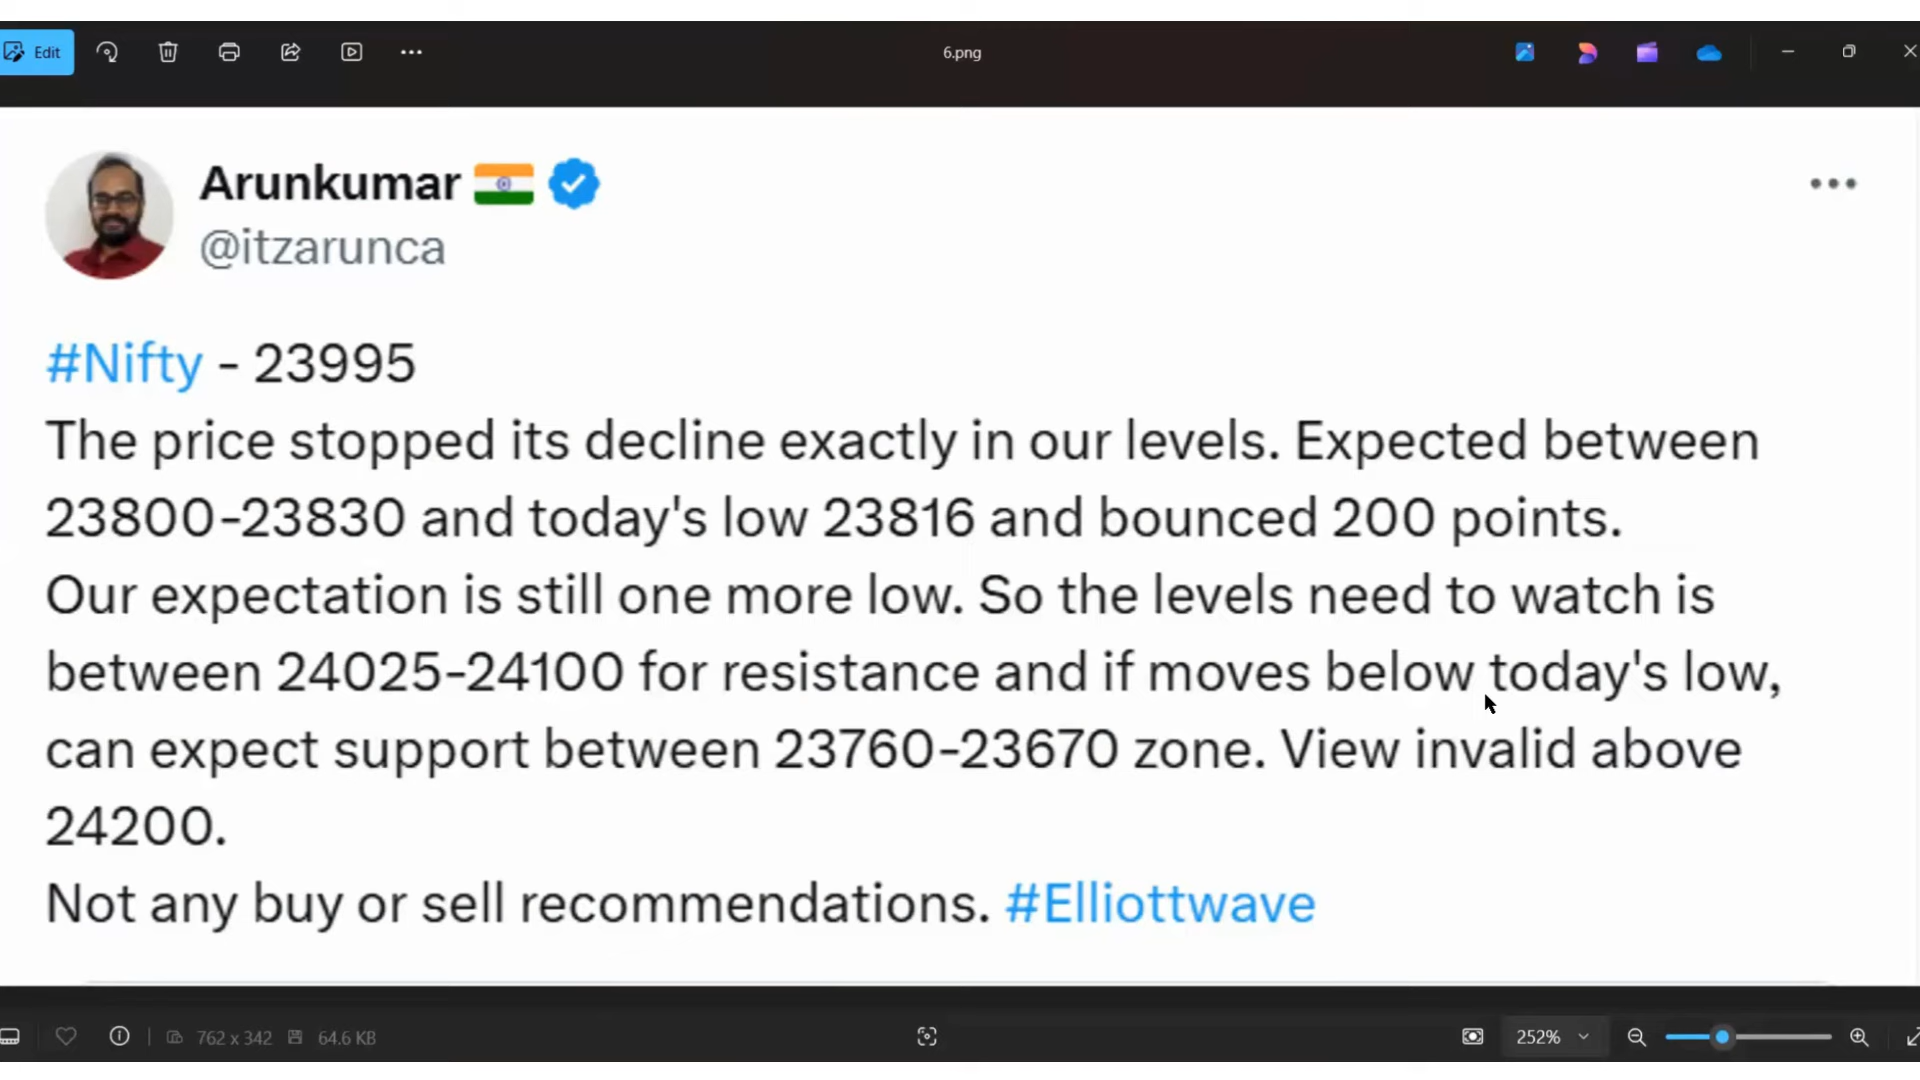 Edit
6.png
Arunkumar
@itzarunca
#Nifty - 23995
The price stopped its decline exactly in our levels. Expected between
23800-23830 and today's low 23816 and bounced 200 points.
Our expectation is still one more low. So the levels need to watch is
between 24025-24100 for resistance and if moves below today's low,
can expect support between 23760-23670 zone. View invalid above
24200.
Not any buy or sell recommendations. #Elliottwave
762 x 342 64.6 KB 252%